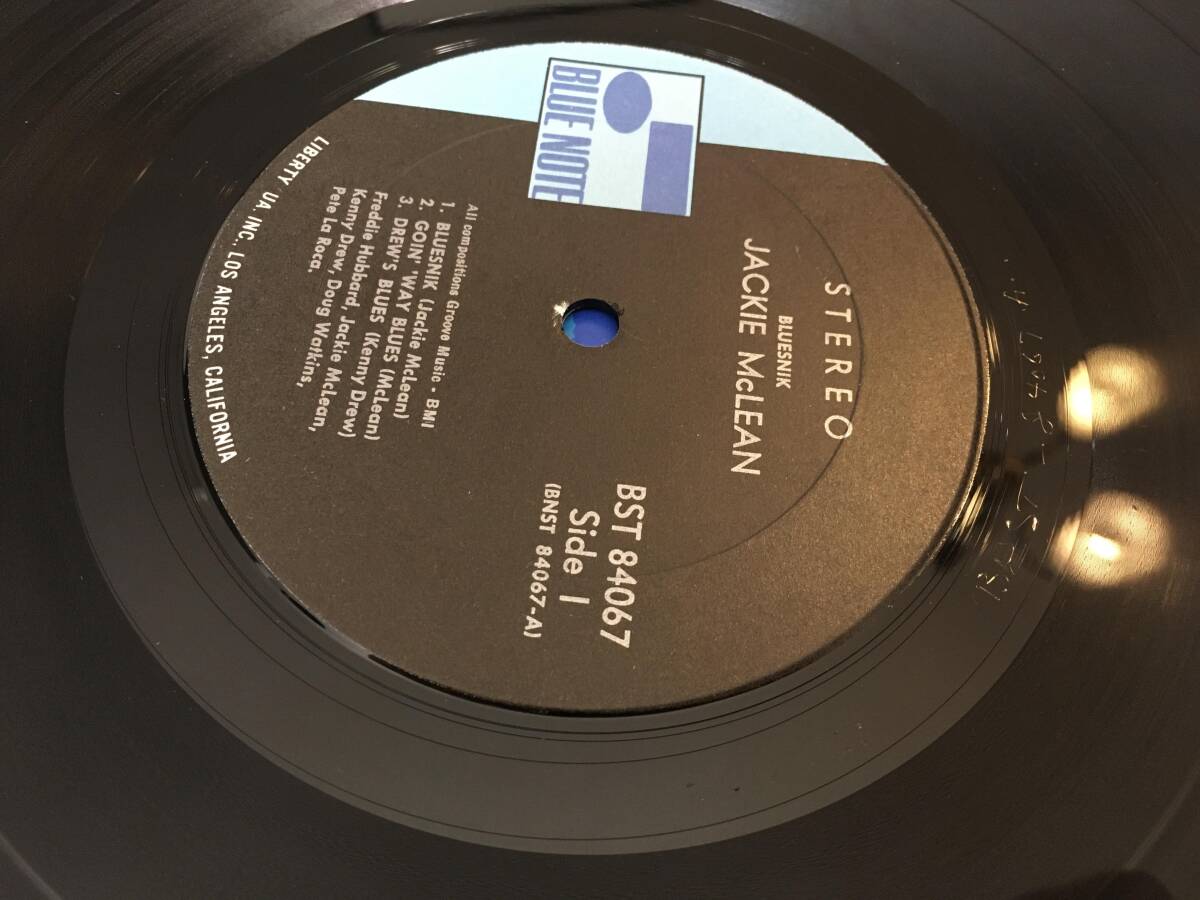 BLUE NOTE
STEREO
BLUESNIK
JACKIE McLEAN
BST 84067
Side 1
(BNST 84067-A)
All compositions Groove Music - BMI
1. BLUESNIK (Jackie McLean)
2. GOIN' 'WAY BLUES (McLean)
3. DREW'S BLUES (Kenny Drew)
Freddie Hubbard, Jackie McLean,
Kenny Drew, Doug Watkins,
Pete La Roca.
LIBERTY UA, INC., LOS ANGELES, CALIFORNIA